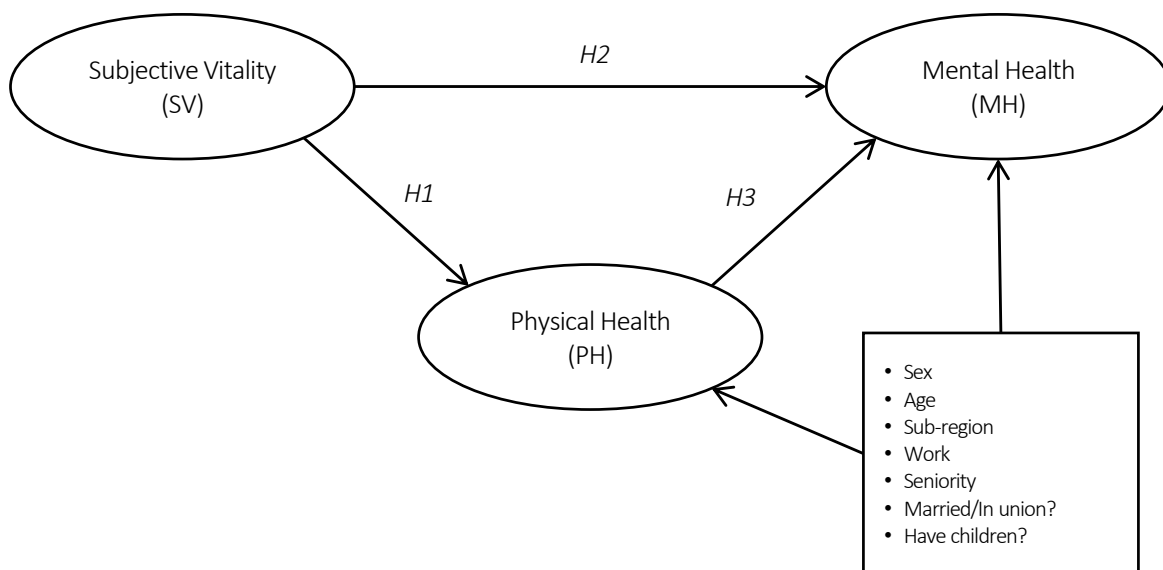 Subjective Vitality
(SV)
H2
Mental Health
(MH)
H1
H3
Physical Health
(PH)
• Sex
• Age
• Sub-region
• Work
• Seniority
• Married/In union?
• Have children?